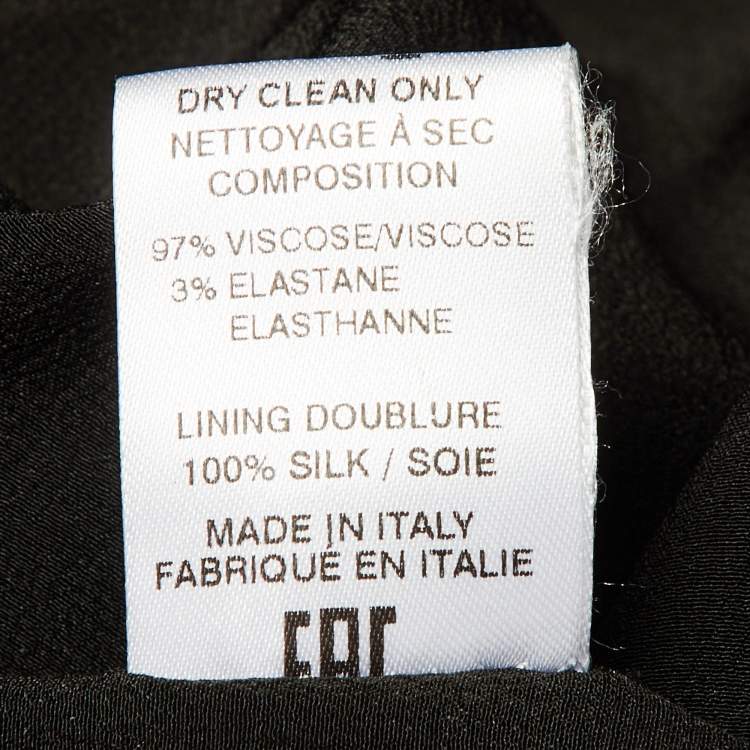 DRY CLEAN ONLY
NETTOYAGE À SEC
COMPOSITION
97% VISCOSE/VISCOSE
3% ELASTANE
ELASTHANNE
LINING DOUBLURE
100% SILK / SOIE
MADE IN ITALY
FABRIQUÉ EN ITALIE
EAC